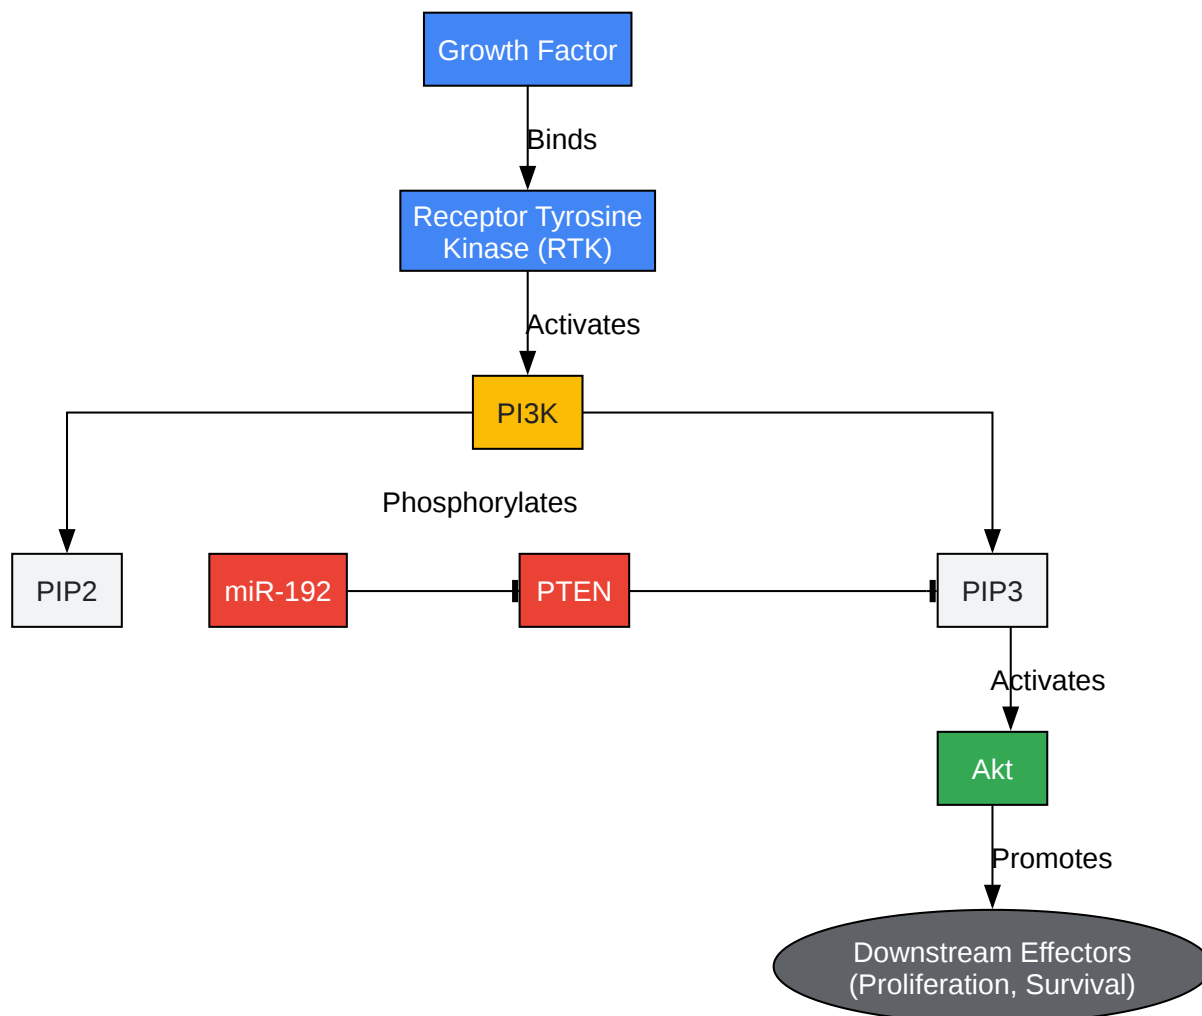 Growth Factor
Binds
Receptor Tyrosine
Kinase (RTK)
Activates
PI3K
Phosphorylates
PIP2
miR-192
PTEN
PIP3
Activates
Akt
Promotes
Downstream Effectors
(Proliferation, Survival)